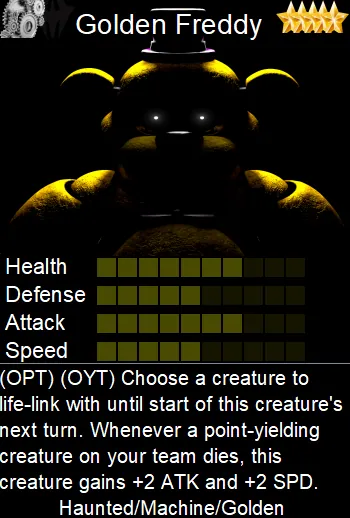 Golden Freddy
Health
Defense
Attack
Speed
(OPT) (OYT) Choose a creature to
life-link with until start of this creature's
next turn. Whenever a point-yielding
creature on your team dies, this
creature gains +2 ATK and +2 SPD.
Haunted/Machine/Golden